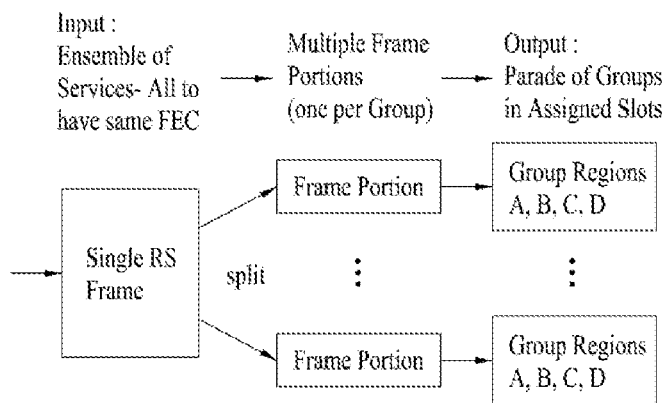 Input :
Ensemble of
Services- All to
have same FEC
Multiple Frame
Portions
(one per Group)
Output :
Parade of Groups
in Assigned Slots
Single RS
Frame
split
Frame Portion
Group Regions
A, B, C, D
Frame Portion
Group Regions
A, B, C, D